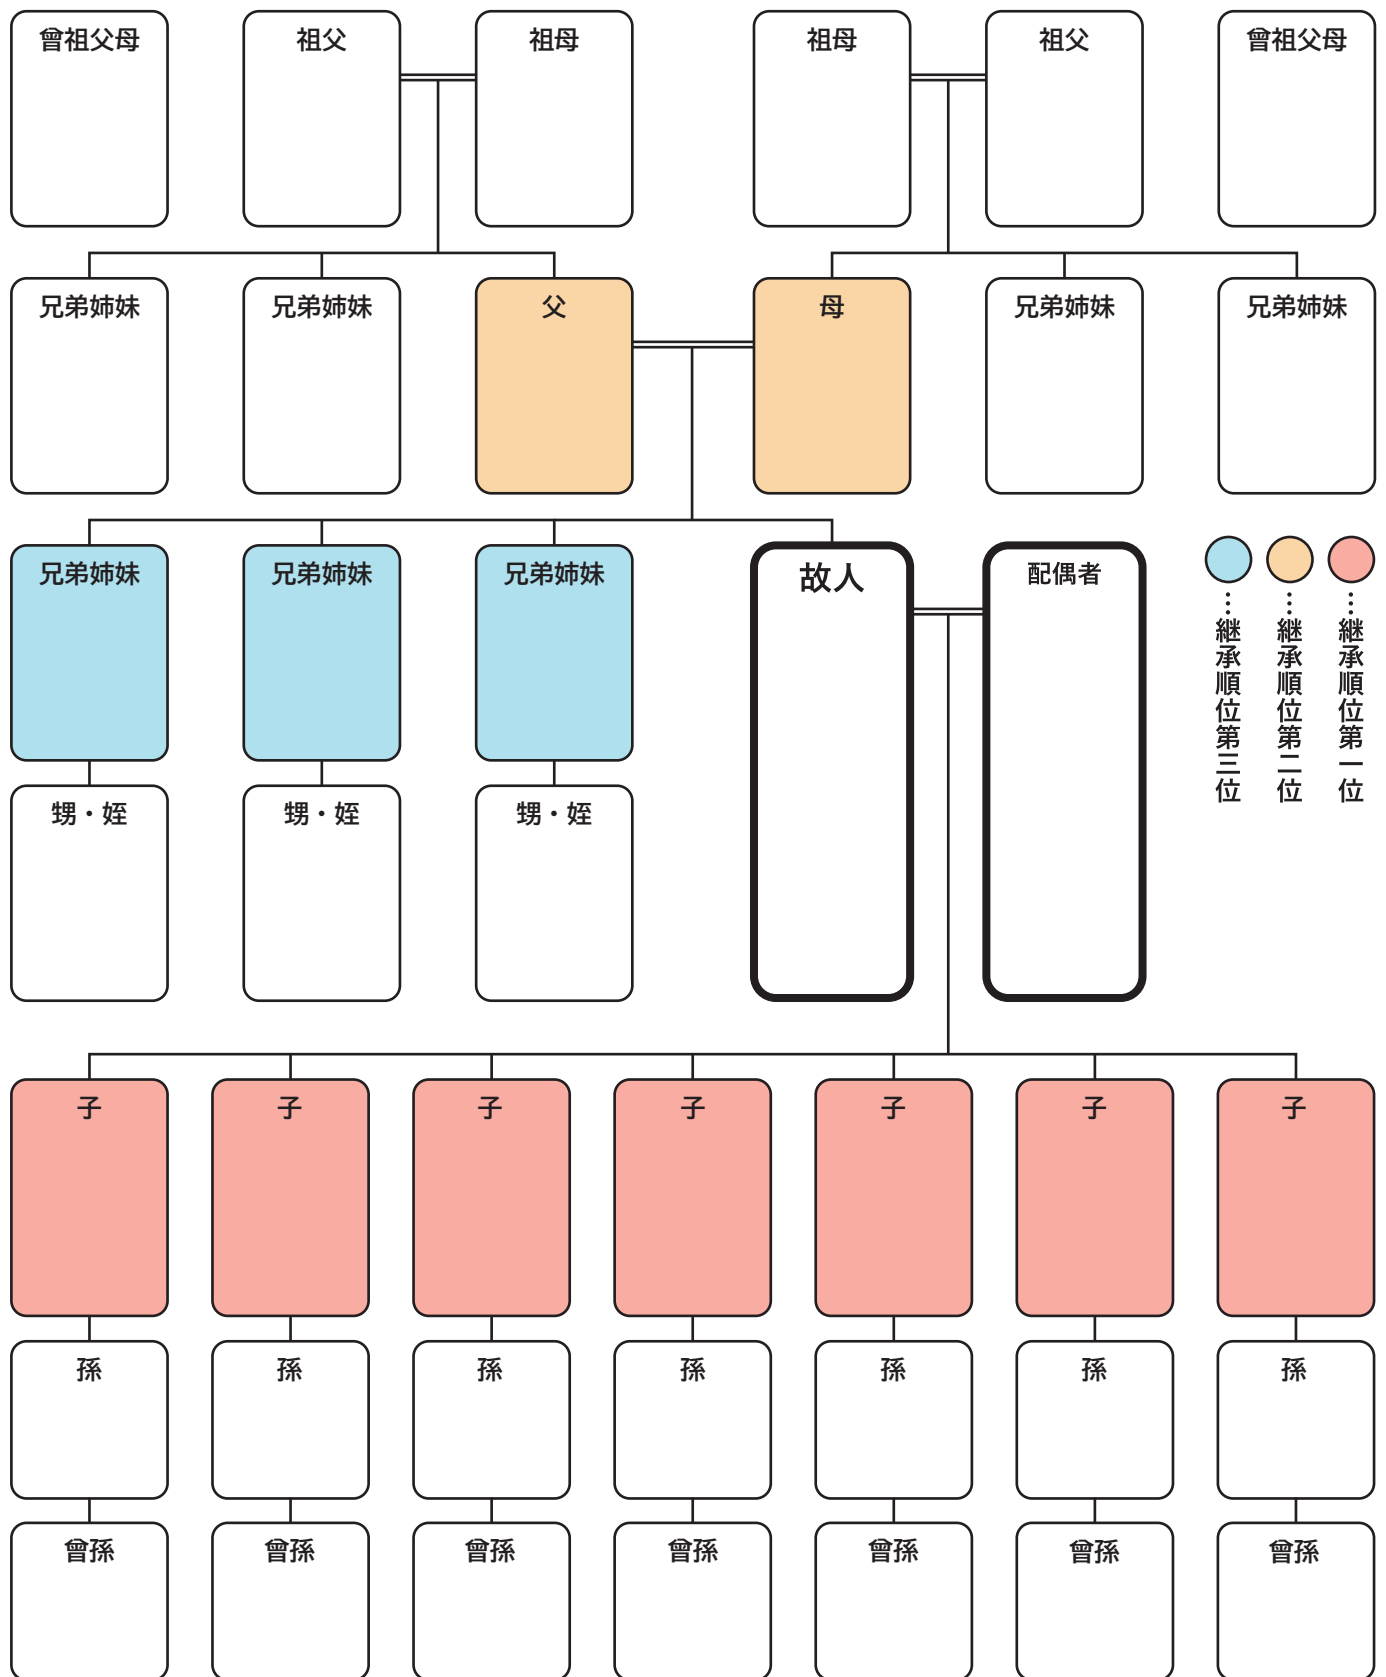 曾祖父母
祖父
祖母
祖母
祖父
曾祖父母
兄弟姉妹
兄弟姉妹
父
母
兄弟姉妹
兄弟姉妹
兄弟姉妹
兄弟姉妹
兄弟姉妹
故人
配偶者
…継承順位第一位
…継承順位第二位
…継承順位第三位
甥・姪
甥・姪
甥・姪
子
子
子
子
子
子
子
孫
孫
孫
孫
孫
孫
孫
曾孫
曾孫
曾孫
曾孫
曾孫
曾孫
曾孫